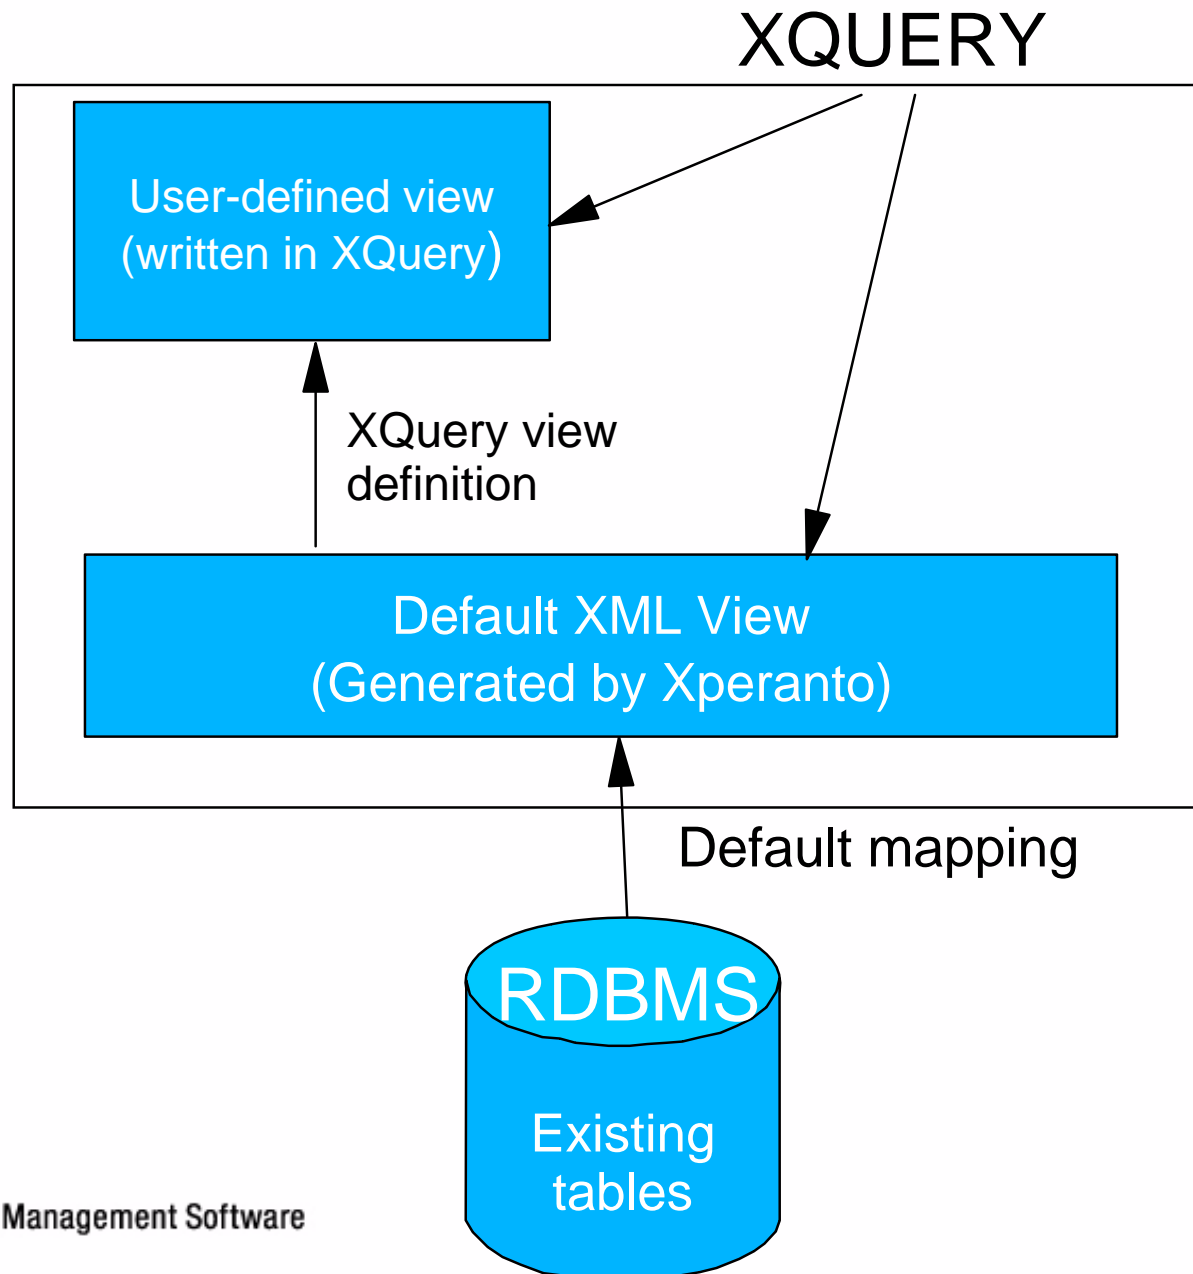 XQUERY
User-defined view
(written in XQuery)
XQuery view
definition
Default XML View
(Generated by Xperanto)
Default mapping
RDBMS
Existing
tables
Management Software